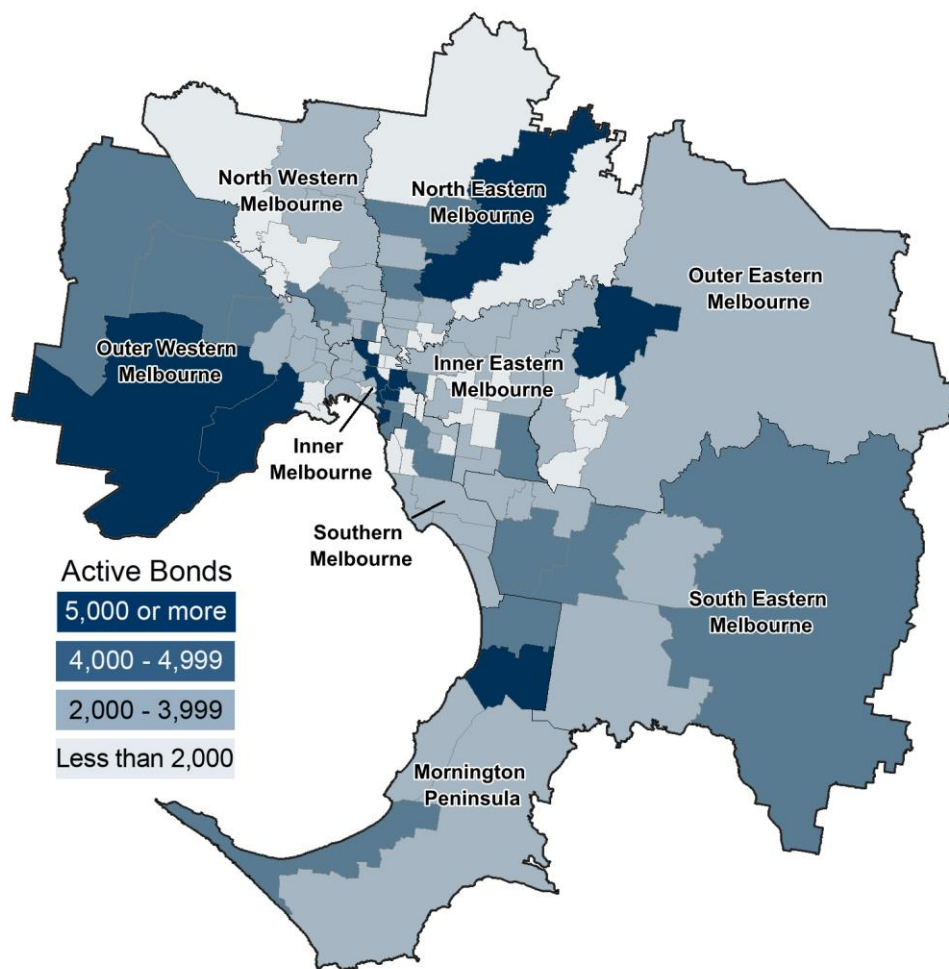 North Western
Melbourne
North Eastern
Melbourne
Outer Eastern
Melbourne
Outer Western
Melbourne
Inner Eastern
Melbourne
Inner
Melbourne
Southern
Melbourne
South Eastern
Melbourne
Mornington
Peninsula
Active Bonds
5,000 or more
4,000 - 4,999
2,000 - 3,999
Less than 2,000